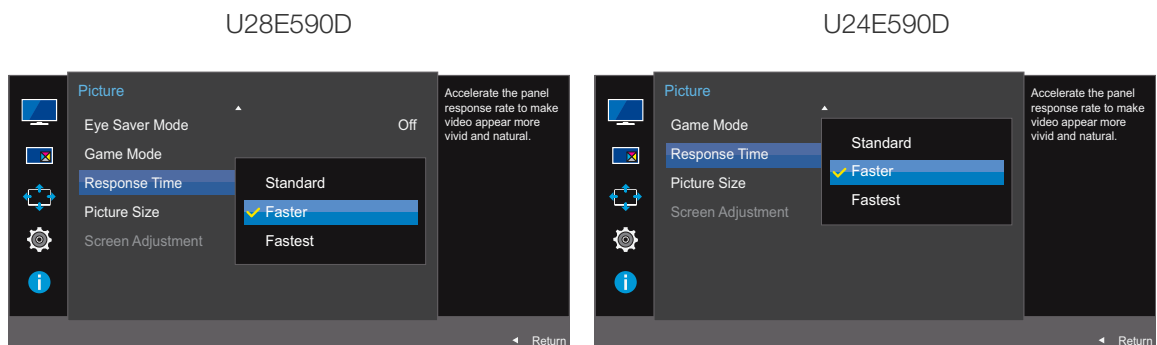 U28E590D
Picture
Eye Saver Mode Off
Game Mode
Response Time
Picture Size
Screen Adjustment
Standard
Faster
Fastest
Accelerate the panel
response rate to make
video appear more
vivid and natural.
Return
U24E590D
Picture
Game Mode
Response Time
Picture Size
Screen Adjustment
Standard
Faster
Fastest
Accelerate the panel
response rate to make
video appear more
vivid and natural.
Return